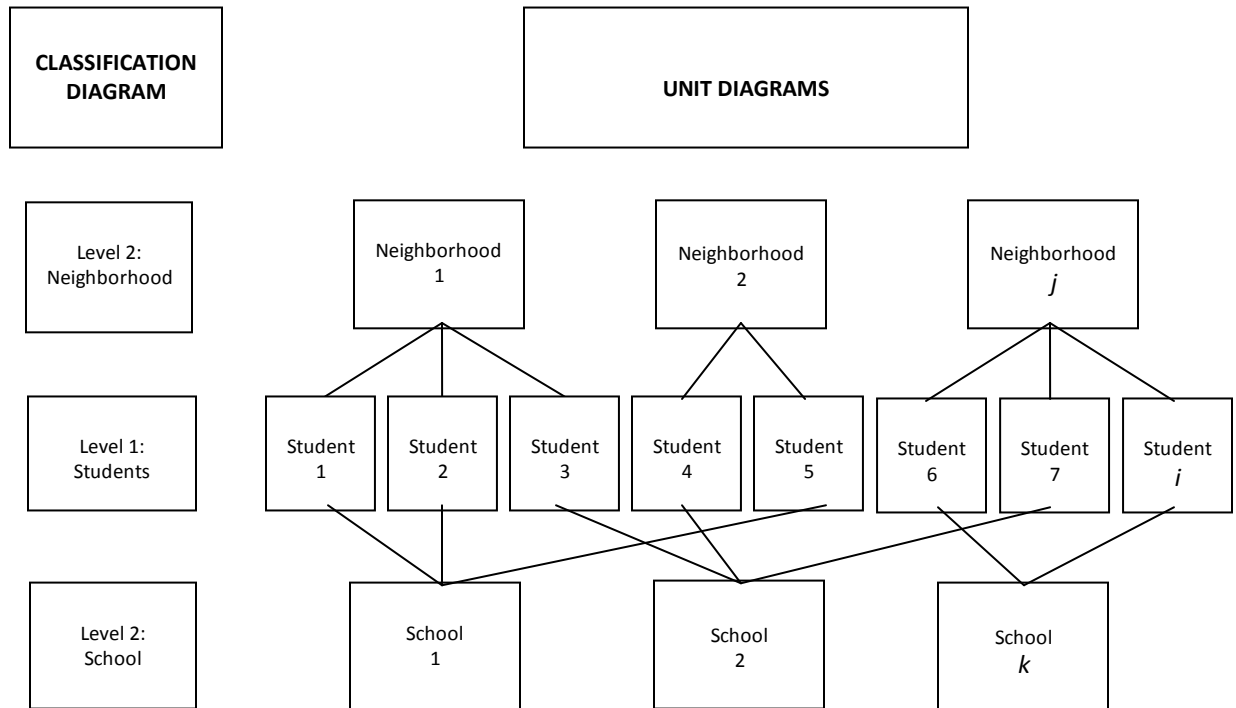 CLASSIFICATION
DIAGRAM
UNIT DIAGRAMS
Level 2:
Neighborhood
Neighborhood
1
Neighborhood
2
Neighborhood
j
Level 1:
Students
Student
1
Student
2
Student
3
Student
4
Student
5
Student
6
Student
7
Student
i
Level 2:
School
School
1
School
2
School
k